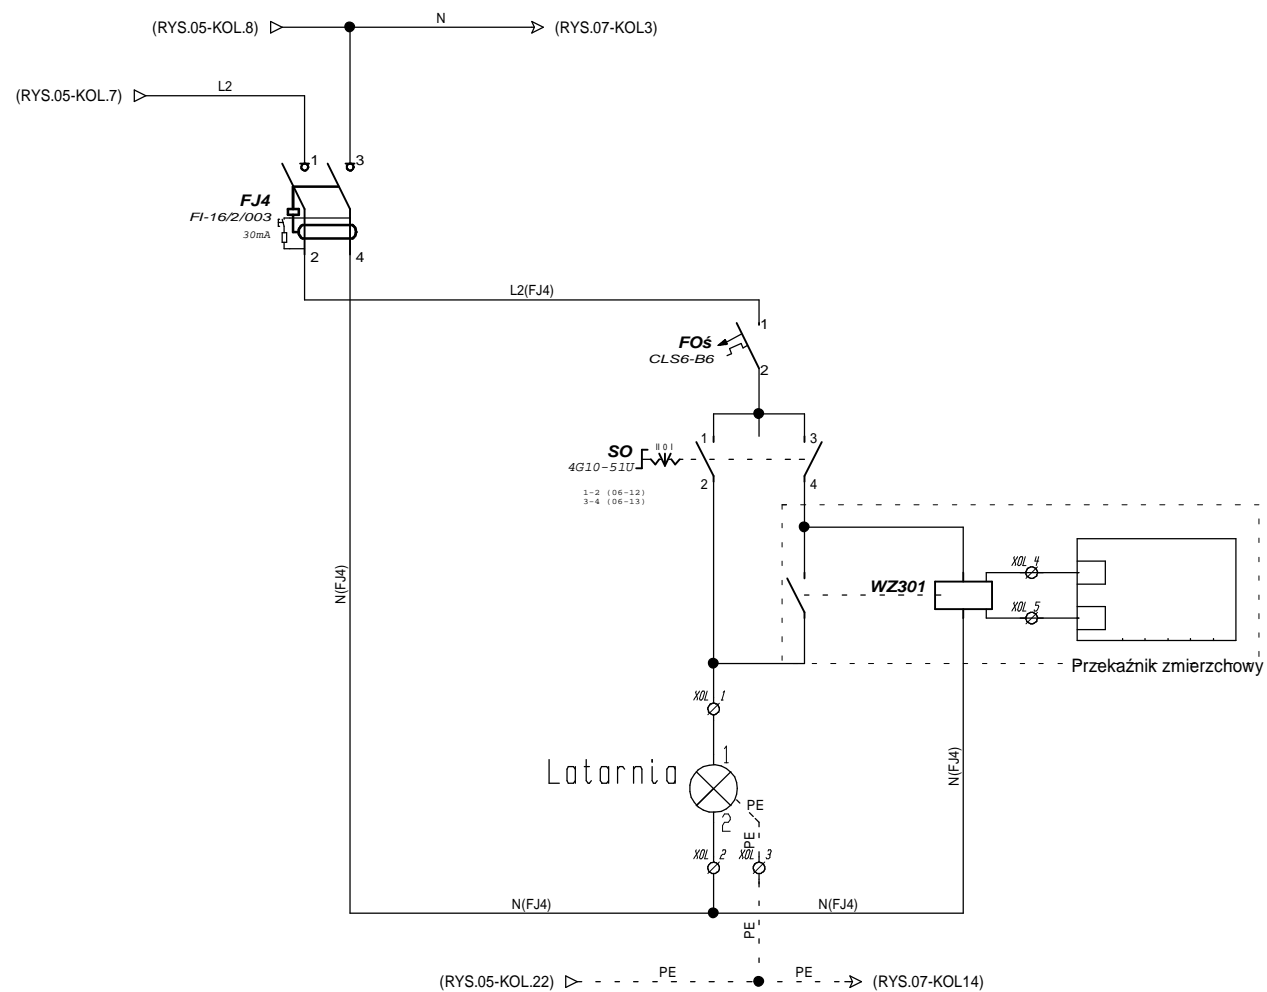 (RYS.05-KOL.8)
N
(RYS.07-KOL3)
(RYS.05-KOL.7)
L2
1
3
FJ4
FI-16/2/003
30mA
2
4
L2(FJ4)
1
FOś
CLS6-B6
2
SO
II 0 I
4G10-51U
1
3
2
4
1-2 (06-12)
3-4 (06-13)
N(FJ4)
WZ301
XOL 4
XOL 5
Przekaźnik zmierzchowy
XOL 1
N(FJ4)
Latarnia
1
2
PE
PE
XOL 2
XOL 3
N(FJ4)
N(FJ4)
PE
(RYS.05-KOL.22)
PE
PE
(RYS.07-KOL14)